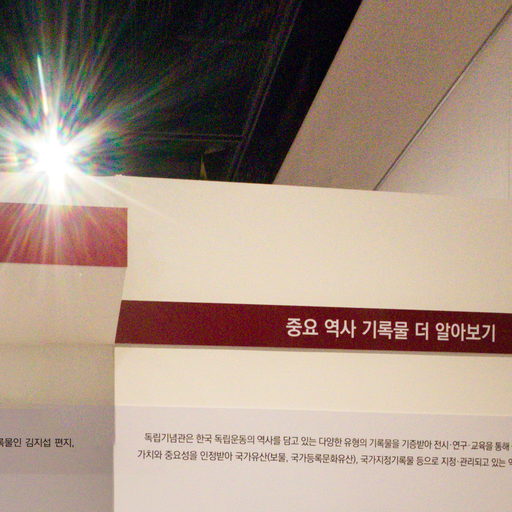 중요 역사 기록물 더 알아보기
록물인 김지섭 편지,
독립기념관은 한국 독립운동의 역사를 담고 있는 다양한 유형의 기록물을 기증받아 전시·연구·교육을 통해
가치와 중요성을 인정받아 국가유산(보물, 국가등록문화유산), 국가지정기록물 등으로 지정·관리되고 있는